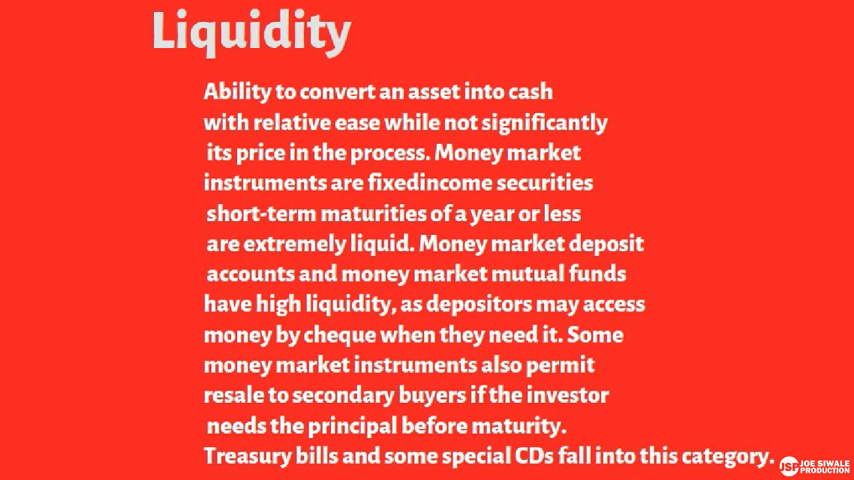 Liquidity
Ability to convert an asset into cash
with relative ease while not significantly
its price in the process. Money market
instruments are fixedincome securities
short-term maturities of a year or less
are extremely liquid. Money market deposit
accounts and money market mutual funds
have high liquidity, as depositors may access
money by cheque when they need it. Some
money market instruments also permit
resale to secondary buyers if the investor
needs the principal before maturity.
Treasury bills and some special CDs fall into this category.
JSP JOE SIWALE
PRODUCTION